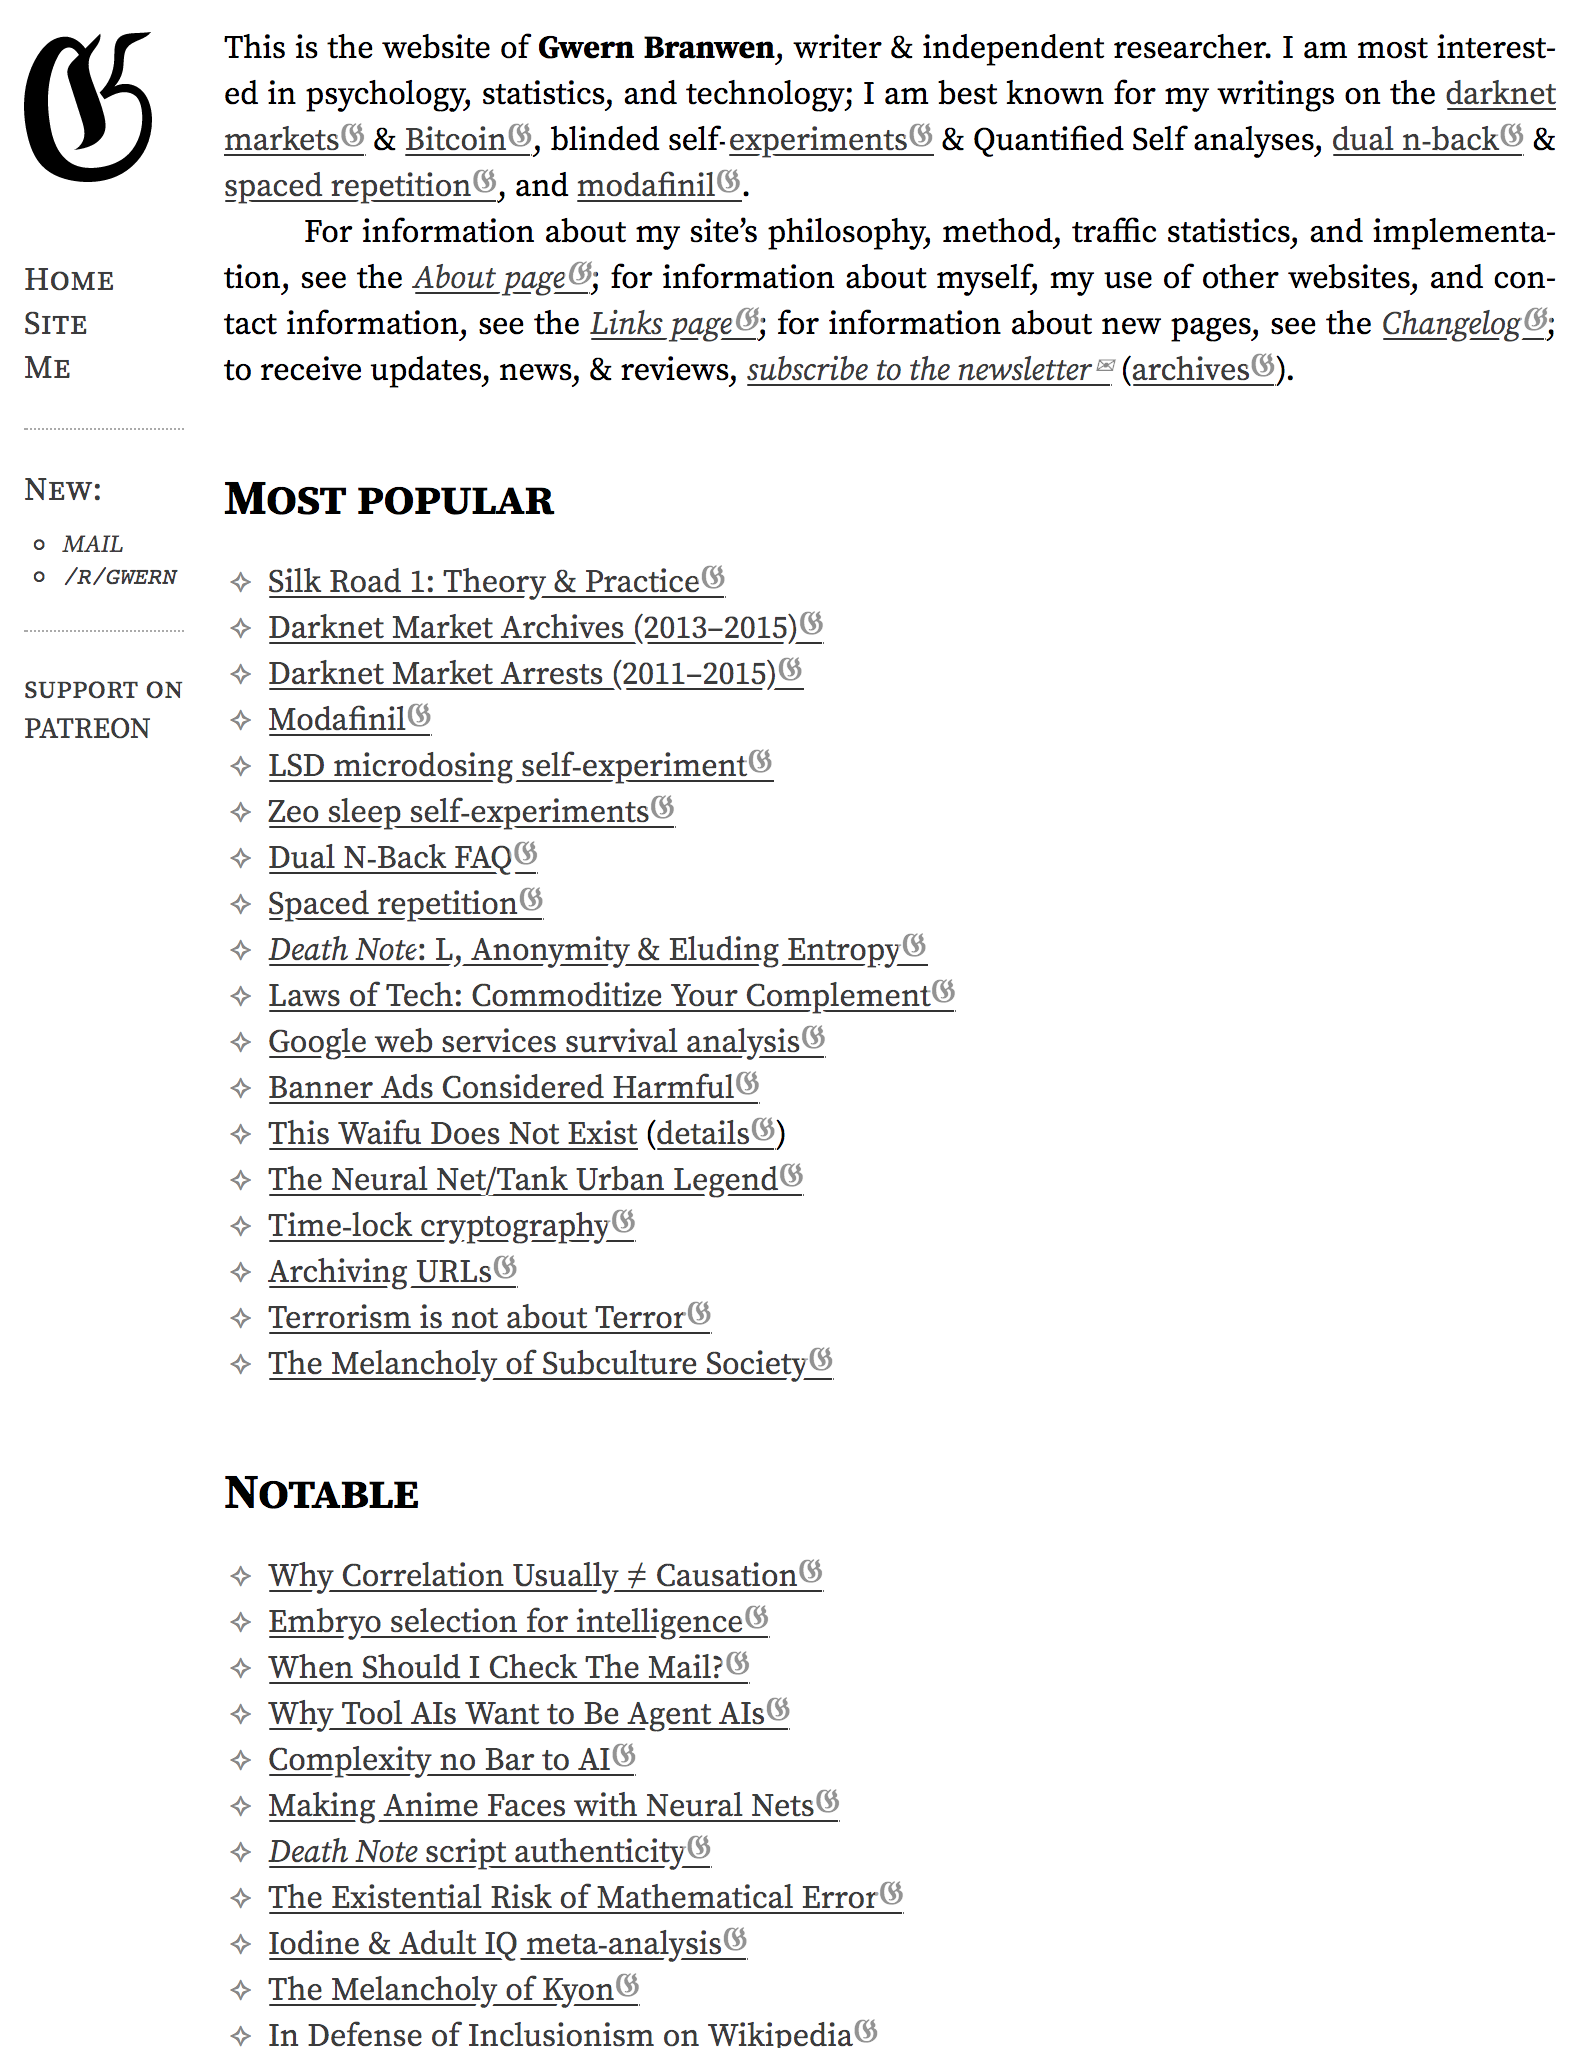 G
This is the website of Gwern Branwen, writer & independent researcher. I am most interest-
ed in psychology, statistics, and technology; I am best known for my writings on the darknet
markets & Bitcoin, blinded self-experiments & Quantified Self analyses, dual n-back &
spaced repetition, and modafinil.
For information about my site’s philosophy, method, traffic statistics, and implementa-
tion, see the About page; for information about myself, my use of other websites, and con-
tact information, see the Links page; for information about new pages, see the Changelog;
to receive updates, news, & reviews, subscribe to the newsletter ✉ (archives).
HOME
SITE
ME
NEW:
MAIL
/R/GWERN
SUPPORT ON
PATREON
MOST POPULAR
Silk Road 1: Theory & Practice
Darknet Market Archives (2013–2015)
Darknet Market Arrests (2011–2015)
Modafinil
LSD microdosing self-experiment
Zeo sleep self-experiments
Dual N-Back FAQ
Spaced repetition
Death Note: L, Anonymity & Eluding Entropy
Laws of Tech: Commoditize Your Complement
Google web services survival analysis
Banner Ads Considered Harmful
This Waifu Does Not Exist (details)
The Neural Net/Tank Urban Legend
Time-lock cryptography
Archiving URLs
Terrorism is not about Terror
The Melancholy of Subculture Society
NOTABLE
Why Correlation Usually ≠ Causation
Embryo selection for intelligence
When Should I Check The Mail?
Why Tool AIs Want to Be Agent AIs
Complexity no Bar to AI
Making Anime Faces with Neural Nets
Death Note script authenticity
The Existential Risk of Mathematical Error
Iodine & Adult IQ meta-analysis
The Melancholy of Kyon
In Defense of Inclusionism on Wikipedia